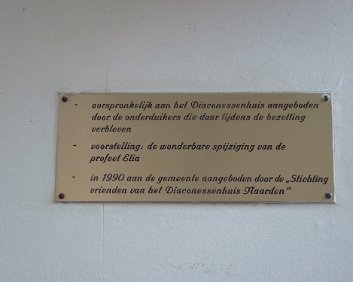 - vorspronkelijk aan het Diaconessenhuis aangeboden
door de onderduikers die daar tijdens de bezetting
verbleven
- voorstelling: de wonderbare spijziging van de
profeet Elia
- in 1990 aan de gemeente aangeboden door de „Stichting
vrienden van het Diaconessenhuis Naarden"